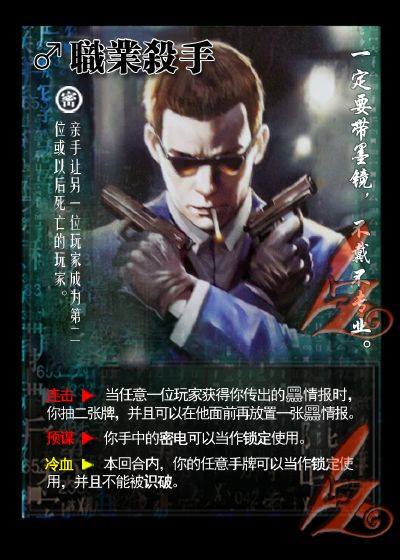 ♂職業殺手
密
亲手让另一位玩家成为第二
位或以后死亡的玩家。
一定要带墨镜，不戴不专业。
连击 ▶ 当任意一位玩家获得你传出的黑色情报时，
你抽二张牌，并且可以在他面前再放置一张黑色情报。
预谋 ▶ 你手中的密电可以当作锁定使用。
冷血 ▶ 本回合内，你的任意手牌可以当作锁定使
用，并且不能被识破。